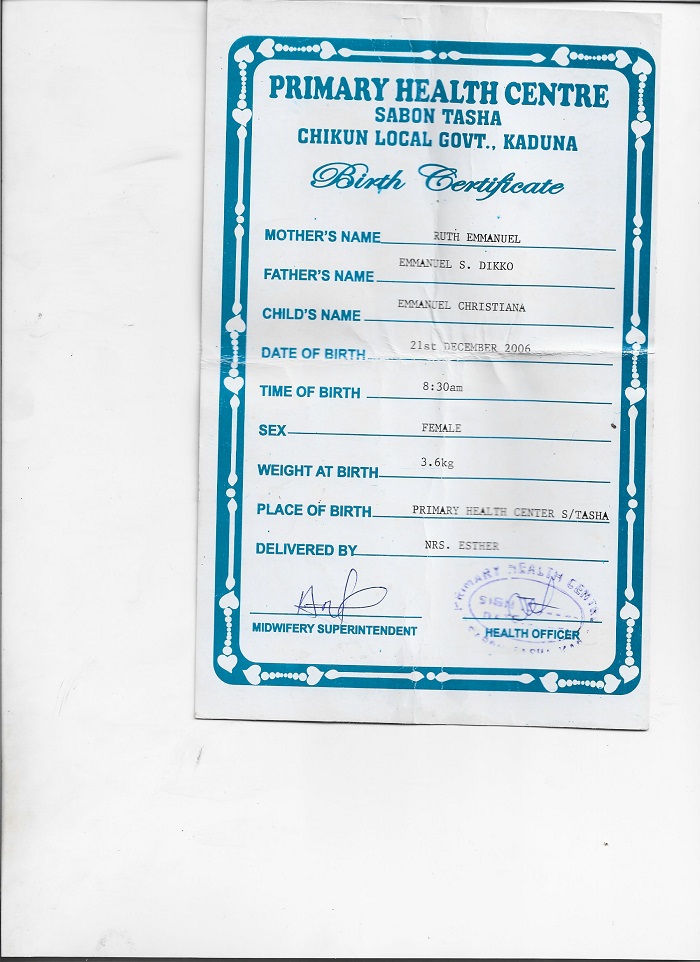 PRIMARY HEALTH CENTRE
SABON TASHA
CHIKUN LOCAL GOVT., KADUNA
Birth Certificate
MOTHER'S NAME RUTH EMMANUEL
FATHER'S NAME EMMANUEL S. DIKKO
CHILD'S NAME EMMANUEL CHRISTIANA
DATE OF BIRTH 21st DECEMBER 2006
TIME OF BIRTH 8:30am
SEX FEMALE
WEIGHT AT BIRTH 3.6kg
PLACE OF BIRTH PRIMARY HEALTH CENTER S/TASHA
DELIVERED BY NRS. ESTHER
PRIMARY HEALTH
SIGN
MIDWIFERY SUPERINTENDENT
HEALTH OFFICER